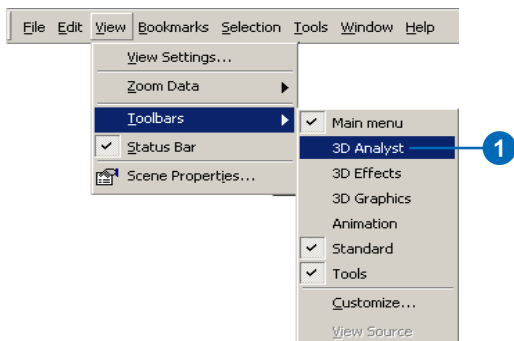 File Edit View Bookmarks Selection Tools Window Help
View Settings...
Zoom Data
Toolbars
Status Bar
Scene Properties...
Main menu
3D Analyst
1
3D Effects
3D Graphics
Animation
Standard
Tools
Customize...
View Source